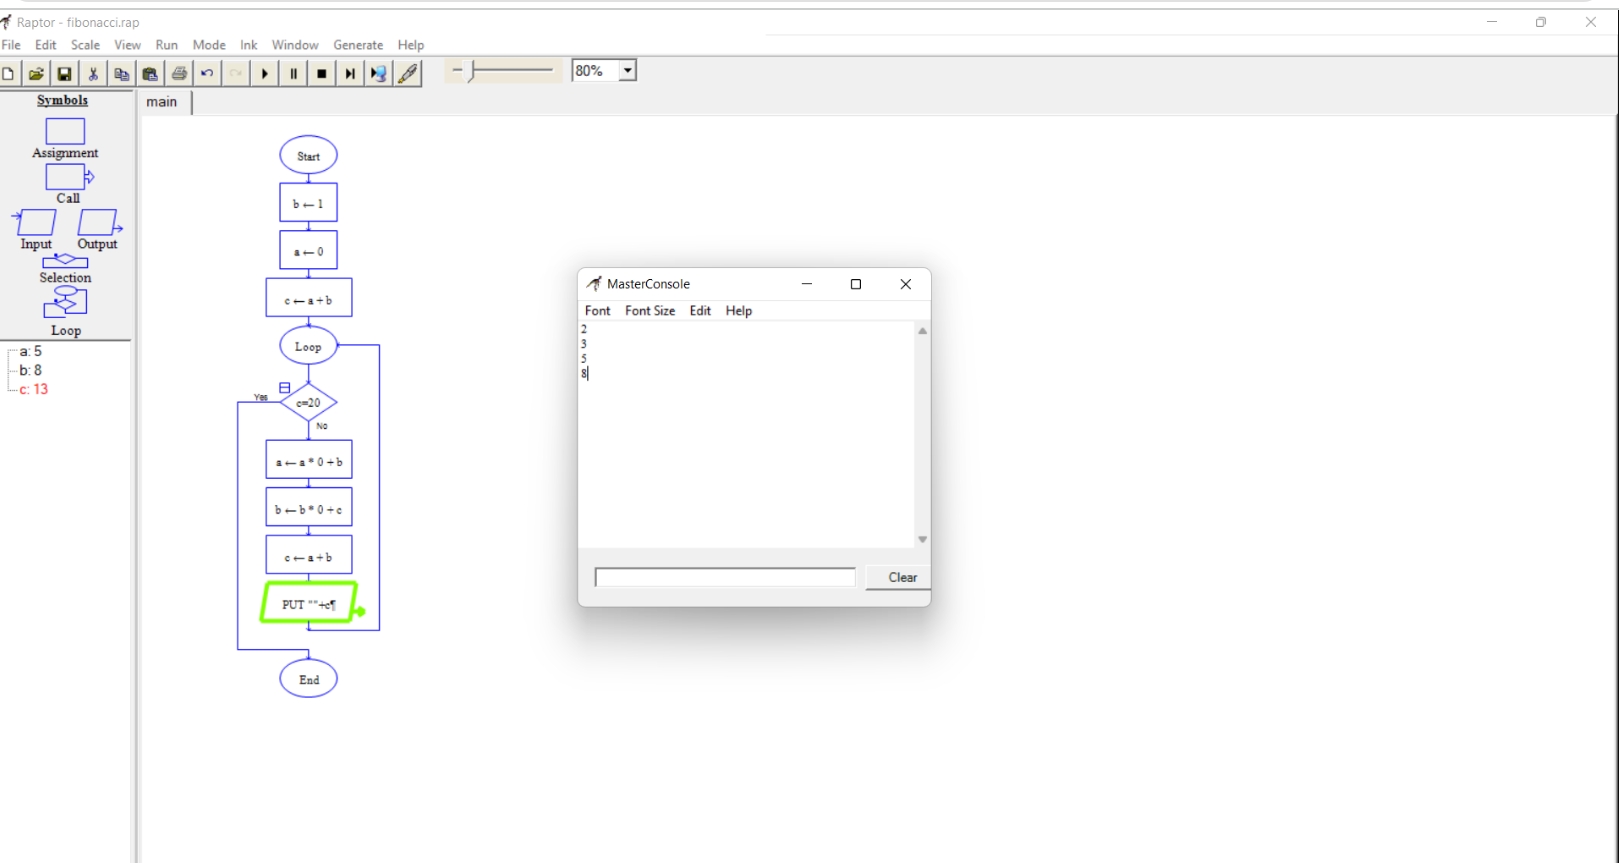 Raptor - fibonacci.rap
File Edit Scale View Run Mode Ink Window Generate Help
80%
Symbols
main
Assignment
Call
Input Output
Selection
Loop
a: 5
b: 8
c: 13
Start
b ← 1
a ← 0
c ← a + b
Loop
Yes
c=20
No
a ← a * 0 + b
b ← b * 0 + c
c ← a + b
PUT ""+c¶
End
MasterConsole
Font Font Size Edit Help
2
3
5
8
Clear